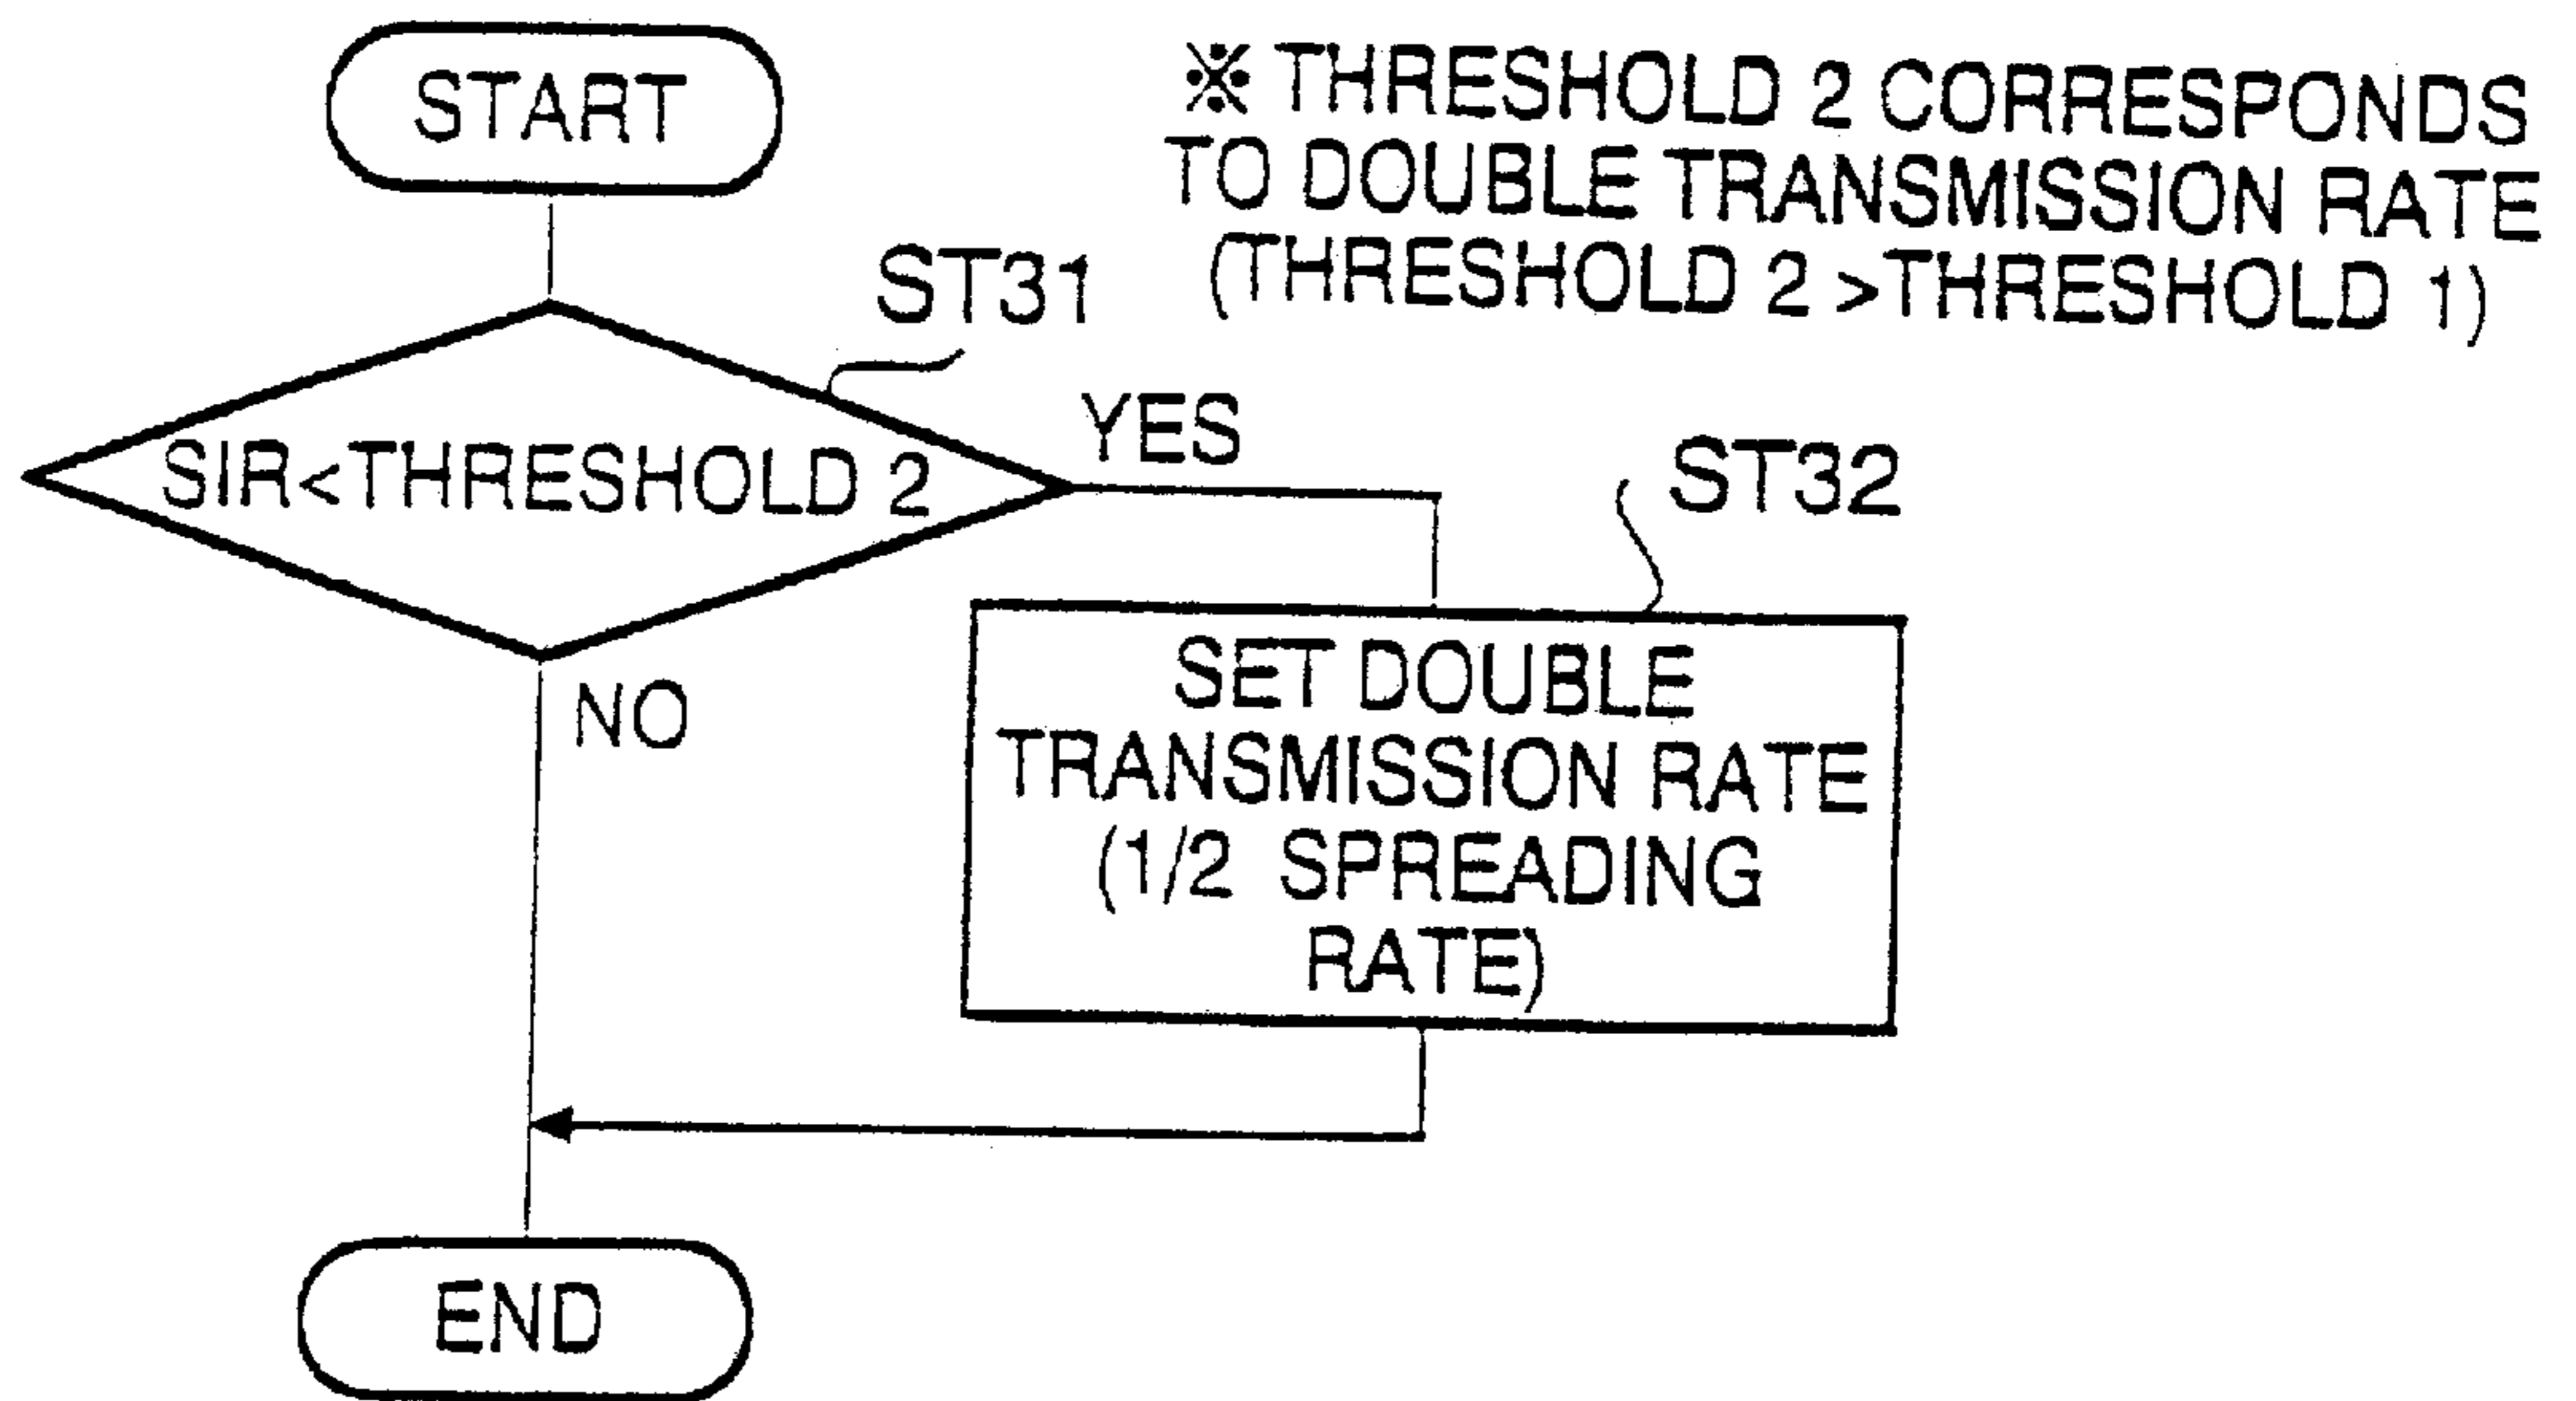 START
※ THRESHOLD 2 CORRESPONDS
TO DOUBLE TRANSMISSION RATE
(THRESHOLD 2 >THRESHOLD 1)
ST31
SIR<THRESHOLD 2
YES
ST32
NO
SET DOUBLE
TRANSMISSION RATE
(1/2 SPREADING
RATE)
END